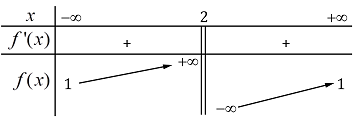 x −∞ 2 +∞
f'(x) + +
+∞
f(x) 1 1
−∞